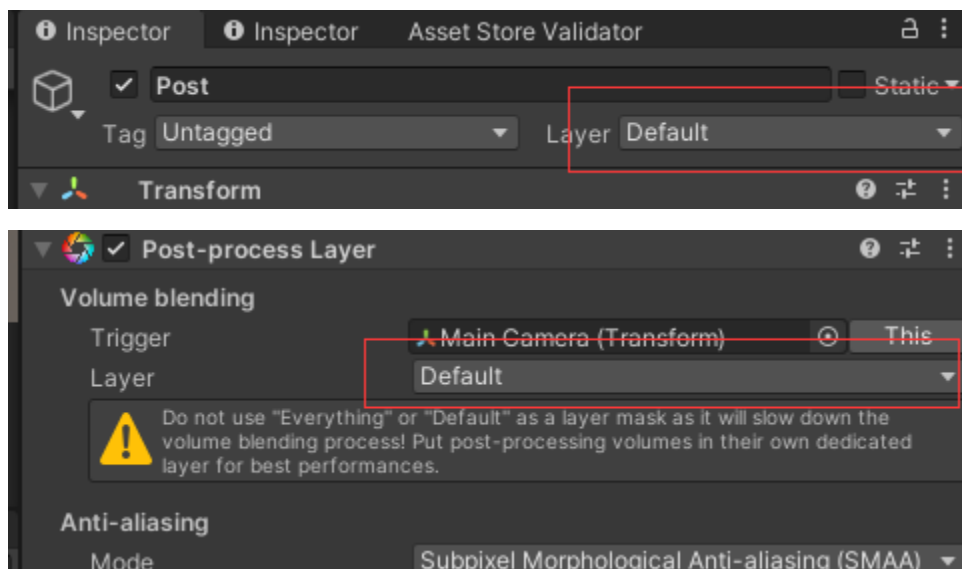 Inspector Inspector Asset Store Validator
Post Static
Tag Untagged Layer Default
Transform
Post-process Layer
Volume blending
Trigger Main Camera (Transform) This
Layer Default
Do not use "Everything" or "Default" as a layer mask as it will slow down the
volume blending process! Put post-processing volumes in their own dedicated
layer for best performances.
Anti-aliasing
Mode Subpixel Morphological Anti-aliasing (SMAA)